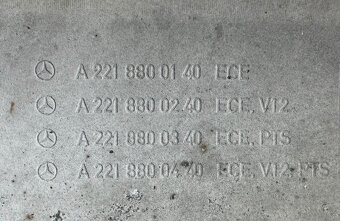 A 221 880 01 40 ECE
A 221 880 02 40 ECE, V12
A 221 880 03 40 ECE, PTS
A 221 880 04 40 ECE, V12, PTS